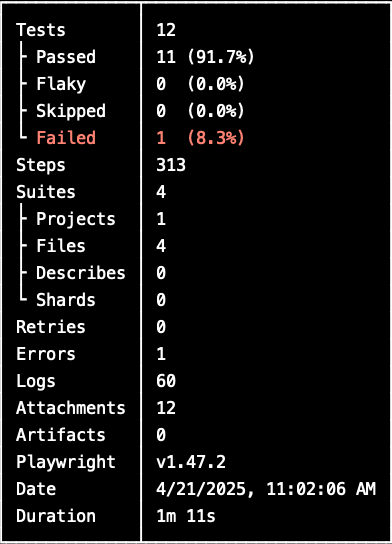 Tests 12
Passed 11 (91.7%)
Flaky 0 (0.0%)
Skipped 0 (0.0%)
Failed 1 (8.3%)
Steps 313
Suites 4
Projects 1
Files 4
Describes 0
Shards 0
Retries 0
Errors 1
Logs 60
Attachments 12
Artifacts 0
Playwright v1.47.2
Date 4/21/2025, 11:02:06 AM
Duration 1m 11s